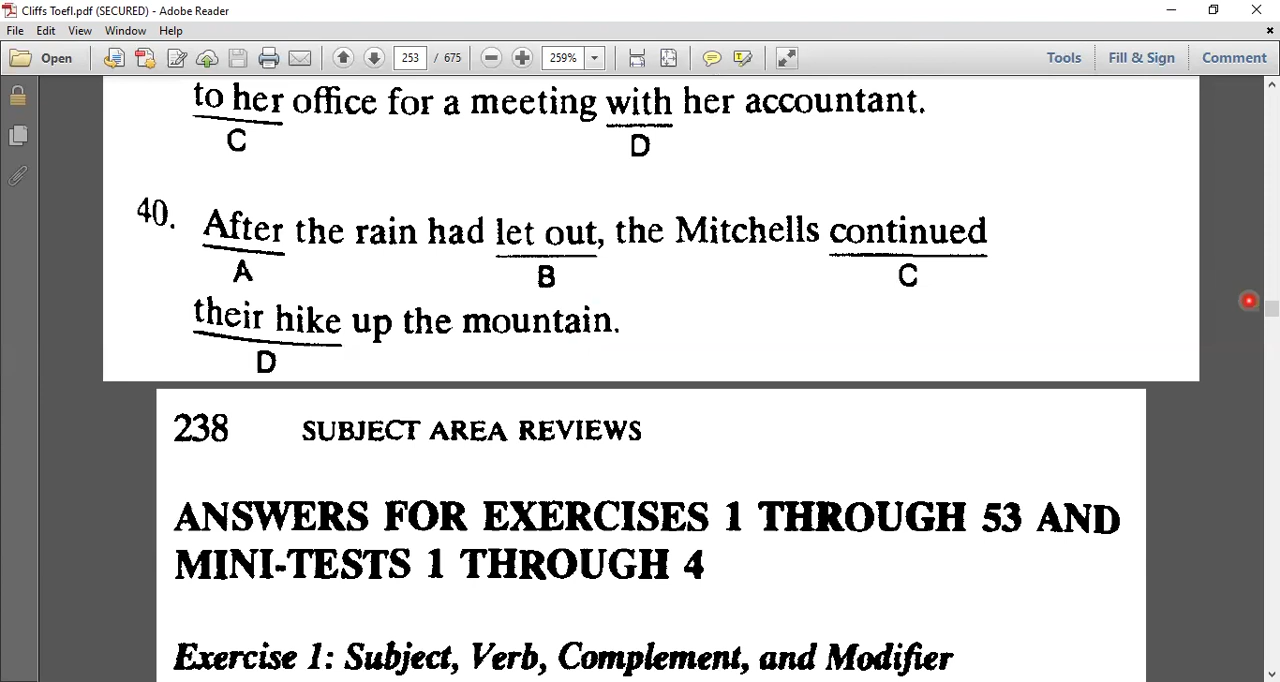 Cliffs Toefl.pdf (SECURED) - Adobe Reader
File Edit View Window Help
Open 253 / 675 259% Tools Fill & Sign Comment
to her office for a meeting with her accountant.
C D
40. After the rain had let out, the Mitchells continued
A B C
their hike up the mountain.
D
238 SUBJECT AREA REVIEWS
ANSWERS FOR EXERCISES 1 THROUGH 53 AND
MINI-TESTS 1 THROUGH 4
Exercise 1: Subject, Verb, Complement, and Modifier